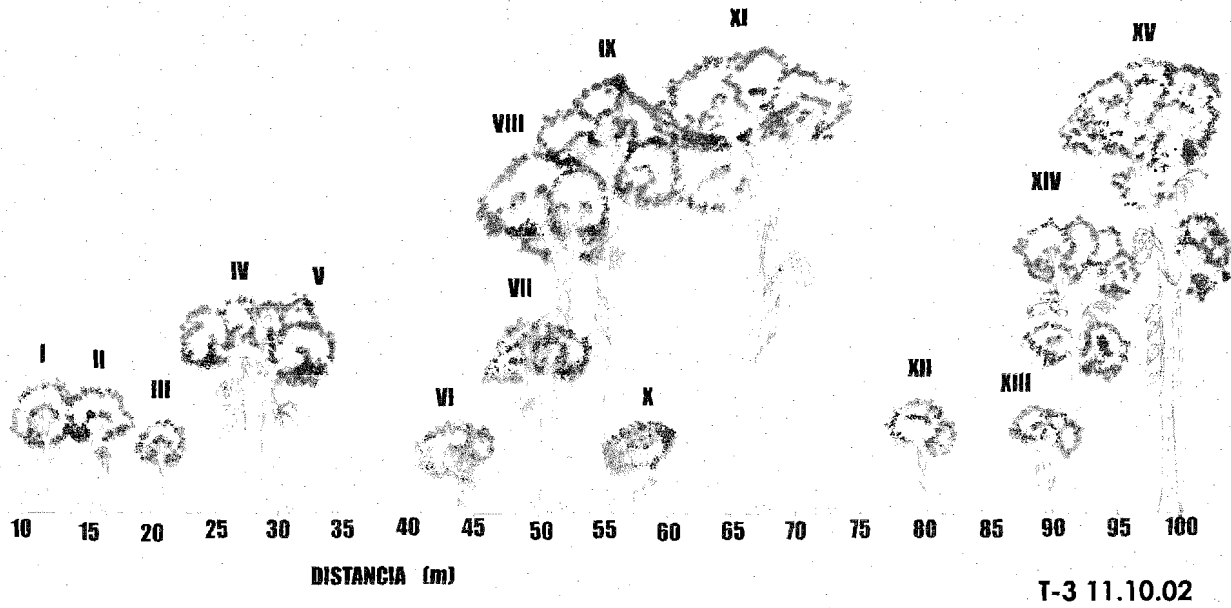 XI
XV
IX
VIII
XIV
IV V
VII
I II
III
XII
XIII
VI
X
10 15 20 25 30 35 40 45 50 55 60 65 70 75 80 85 90 95 100
DISTANCIA (m)
T-3 11.10.02